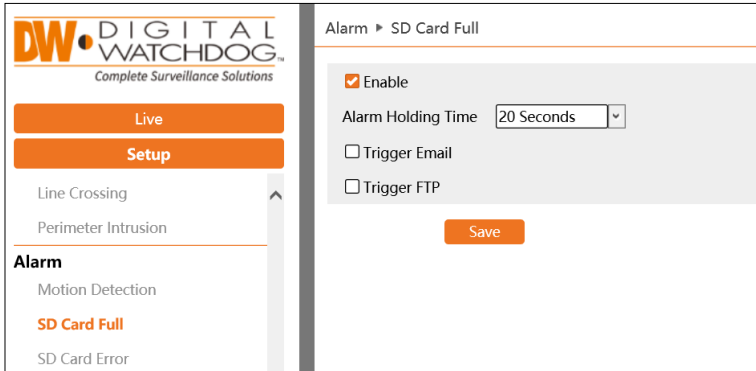 DW DIGITAL
WATCHDOG™
Complete Surveillance Solutions
Live
Setup
Line Crossing
Perimeter Intrusion
Alarm
Motion Detection
SD Card Full
SD Card Error
Alarm ▶ SD Card Full
Enable
Alarm Holding Time 20 Seconds
Trigger Email
Trigger FTP
Save